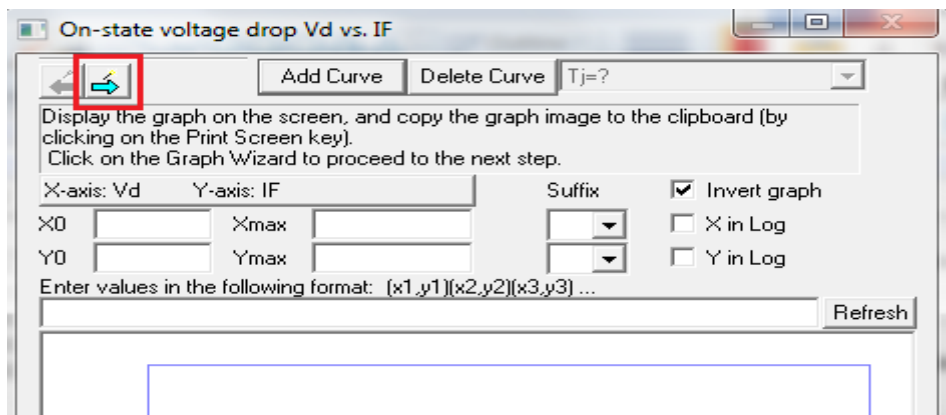 On-state voltage drop Vd vs. IF
Add Curve Delete Curve Tj=?
Display the graph on the screen, and copy the graph image to the clipboard (by
clicking on the Print Screen key).
Click on the Graph Wizard to proceed to the next step.
X-axis: Vd Y-axis: IF Suffix Invert graph
X0 Xmax X in Log
Y0 Ymax Y in Log
Enter values in the following format: (x1,y1)(x2,y2)(x3,y3) ...
Refresh